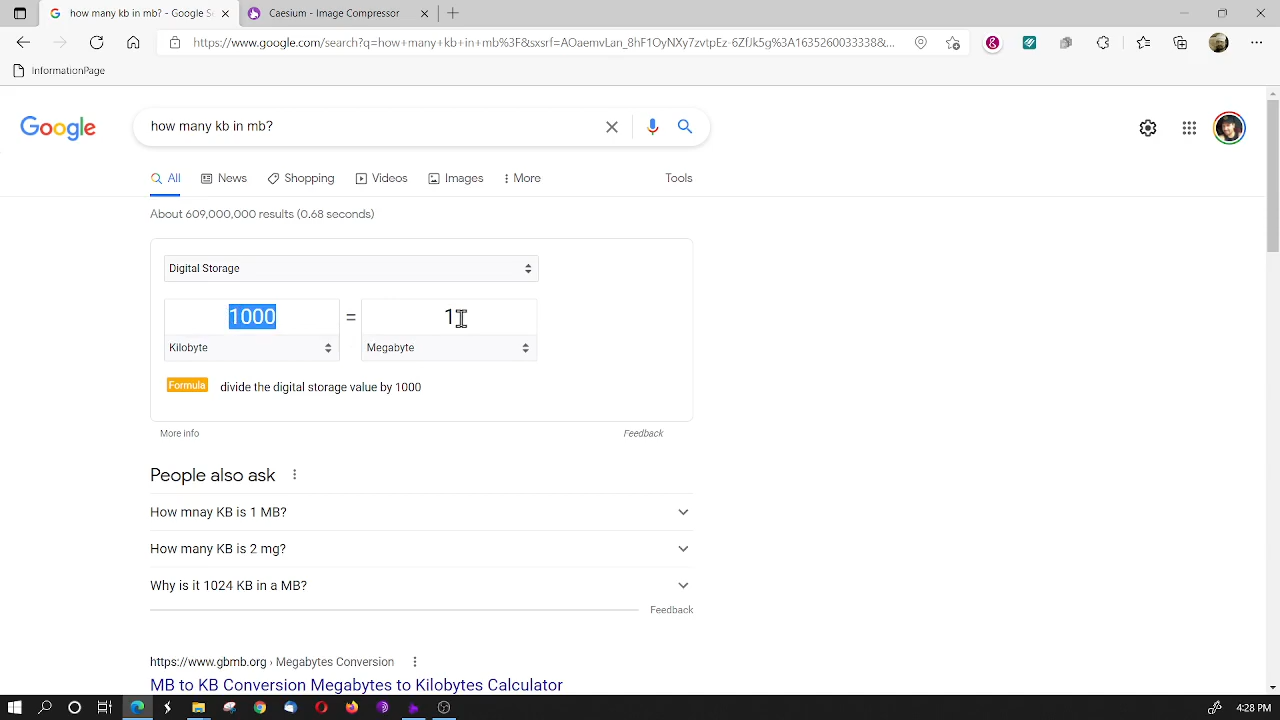 how many kb in mb? - Google S
Caesium - Image Compressor
https://www.google.com/search?q=how+many+kb+in+mb%3F&sxsrf=AOaemvLan_8hF1OyNXy7zvtpEz-6ZfJk5g%3A1635260033338&...
InformationPage
Google
how many kb in mb?
All
News
Shopping
Videos
Images
More
Tools
About 609,000,000 results (0.68 seconds)
Digital Storage
1000 = 1
Kilobyte
Megabyte
Formula divide the digital storage value by 1000
More info
Feedback
People also ask
How mnay KB is 1 MB?
How many KB is 2 mg?
Why is it 1024 KB in a MB?
Feedback
https://www.gbmb.org › Megabytes Conversion
MB to KB Conversion Megabytes to Kilobytes Calculator
4:28 PM